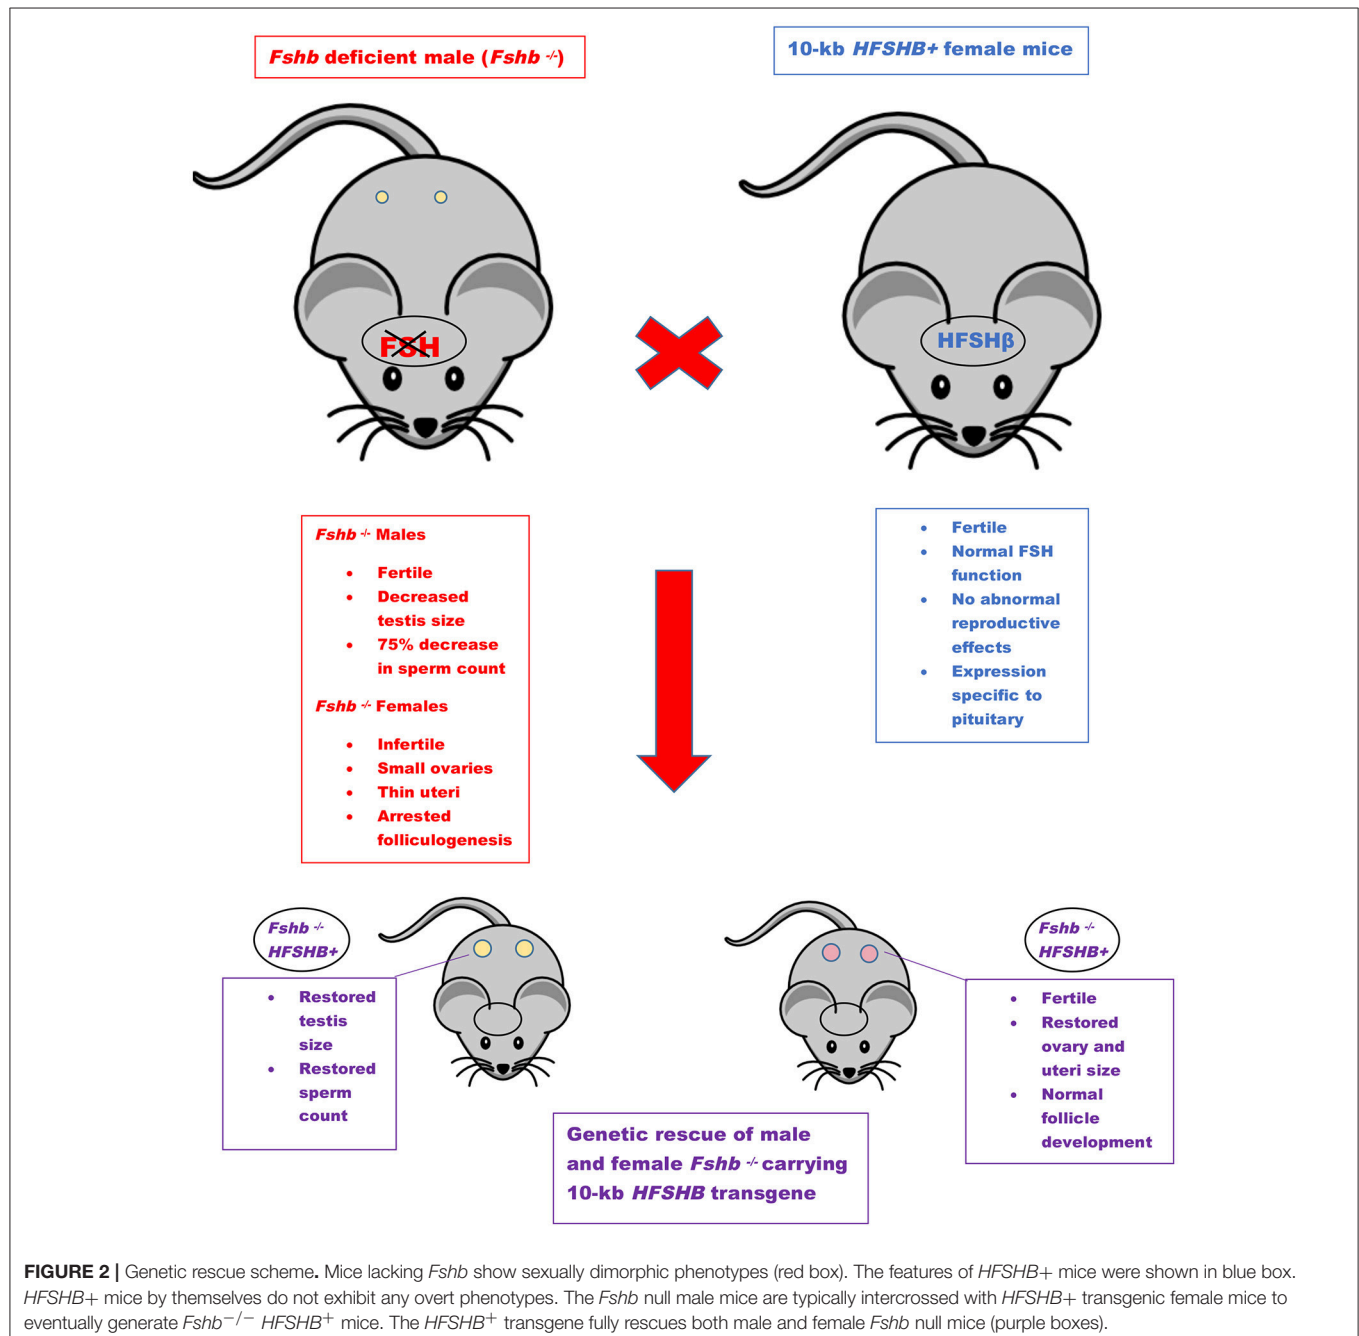 Fshb deficient male (Fshb -/-)
10-kb HFSHB+ female mice
FSH
HFSHβ
Fshb -/- Males
• Fertile
• Decreased
testis size
• 75% decrease
in sperm count
Fshb -/- Females
• Infertile
• Small ovaries
• Thin uteri
• Arrested
folliculogenesis
• Fertile
• Normal FSH
function
• No abnormal
reproductive
effects
• Expression
specific to
pituitary
Fshb -/-
HFSHB+
• Restored
testis
size
• Restored
sperm
count
Fshb -/-
HFSHB+
• Fertile
• Restored
ovary and
uteri size
• Normal
follicle
development
Genetic rescue of male
and female Fshb -/- carrying
10-kb HFSHB transgene
FIGURE 2 | Genetic rescue scheme. Mice lacking Fshb show sexually dimorphic phenotypes (red box). The features of HFSHB+ mice were shown in blue box.
HFSHB+ mice by themselves do not exhibit any overt phenotypes. The Fshb null male mice are typically intercrossed with HFSHB+ transgenic female mice to
eventually generate Fshb−/− HFSHB+ mice. The HFSHB+ transgene fully rescues both male and female Fshb null mice (purple boxes).